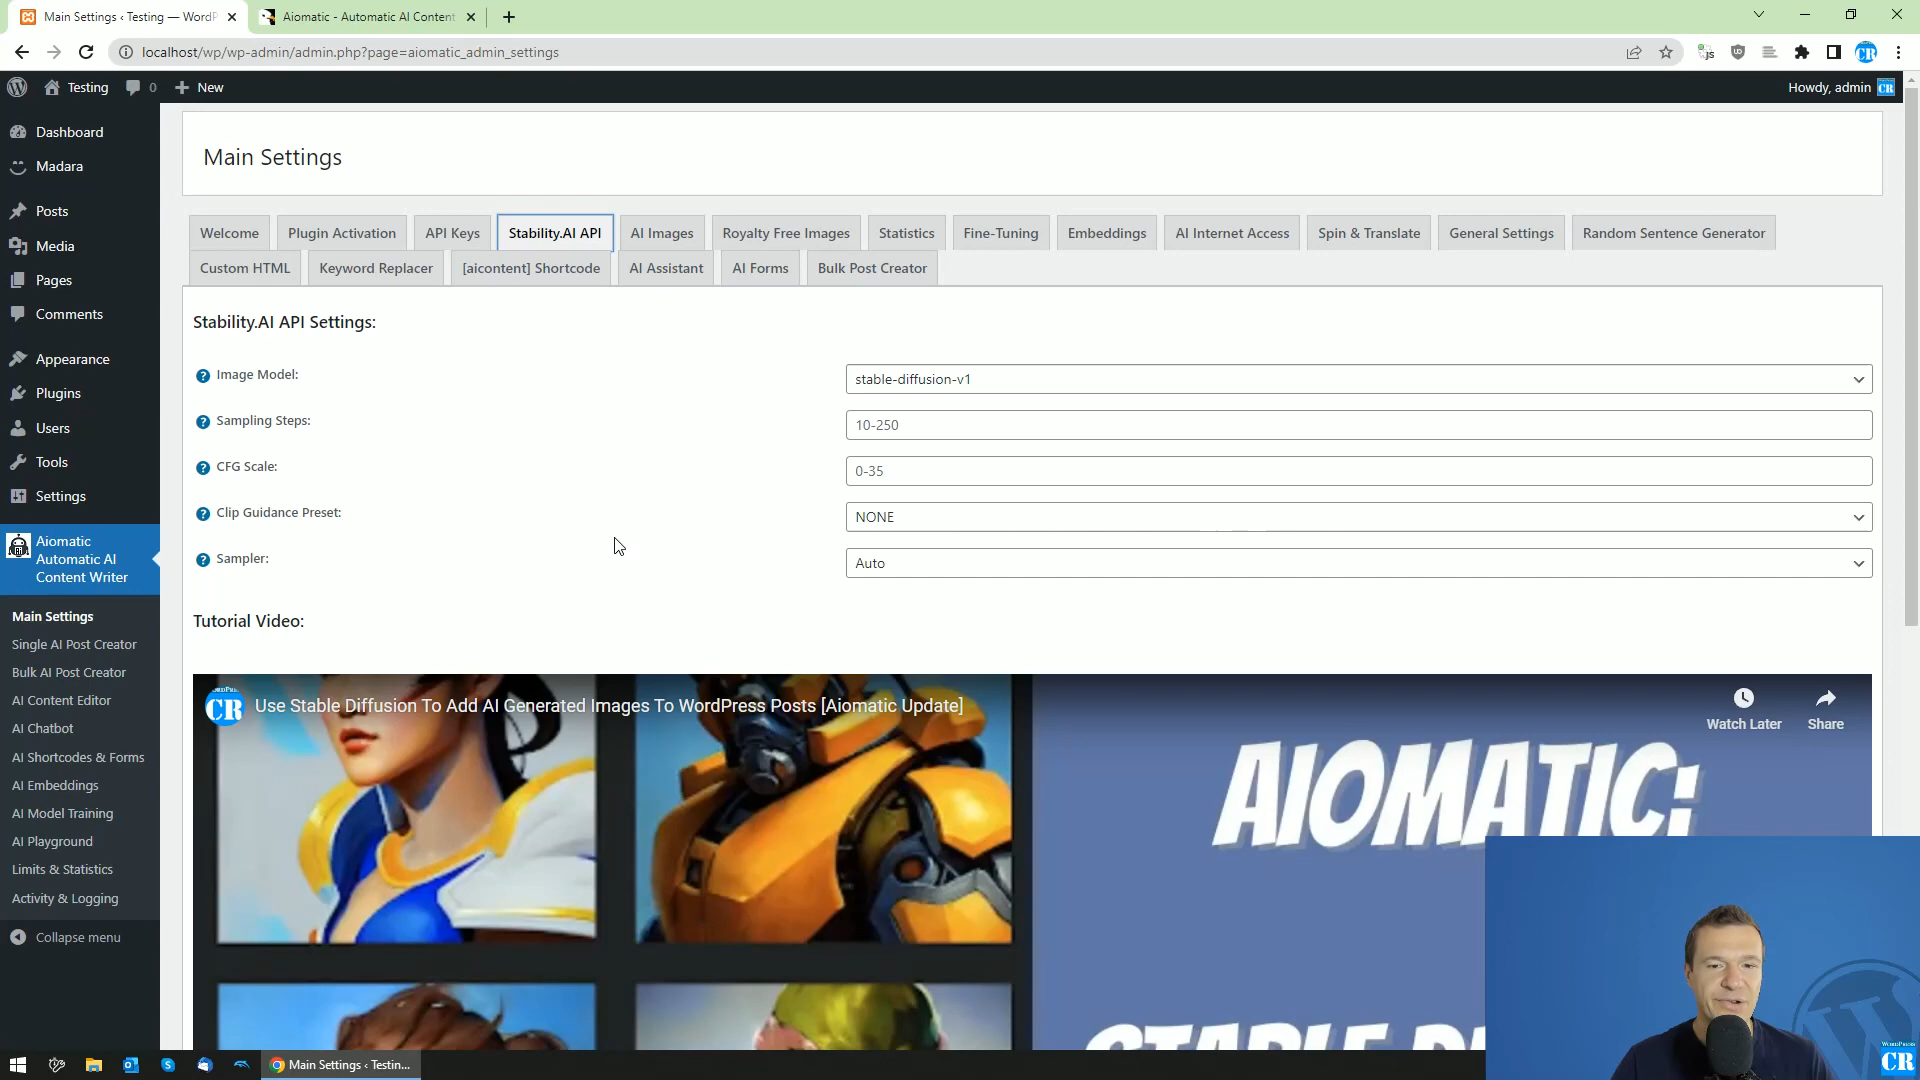 Main Settings ‹ Testing — WordP
Aiomatic - Automatic AI Content
localhost/wp/wp-admin/admin.php?page=aiomatic_admin_settings
Testing
0
New
Howdy, admin
CR
Dashboard
Madara
Posts
Media
Pages
Comments
Appearance
Plugins
Users
Tools
Settings
Aiomatic
Automatic AI
Content Writer
Main Settings
Single AI Post Creator
Bulk AI Post Creator
AI Content Editor
AI Chatbot
AI Shortcodes & Forms
AI Embeddings
AI Model Training
AI Playground
Limits & Statistics
Activity & Logging
Collapse menu
Main Settings
Welcome
Plugin Activation
API Keys
Stability.AI API
AI Images
Royalty Free Images
Statistics
Fine-Tuning
Embeddings
AI Internet Access
Spin & Translate
General Settings
Random Sentence Generator
Custom HTML
Keyword Replacer
[aicontent] Shortcode
AI Assistant
AI Forms
Bulk Post Creator
Stability.AI API Settings:
Image Model:
stable-diffusion-v1
Sampling Steps:
10-250
CFG Scale:
0-35
Clip Guidance Preset:
NONE
Sampler:
Auto
Tutorial Video:
CR
Use Stable Diffusion To Add AI Generated Images To WordPress Posts [Aiomatic Update]
Watch Later
Share
AIOMATIC:
STABLE DI
WORDPRESS
CR
Main Settings ‹ Testin...